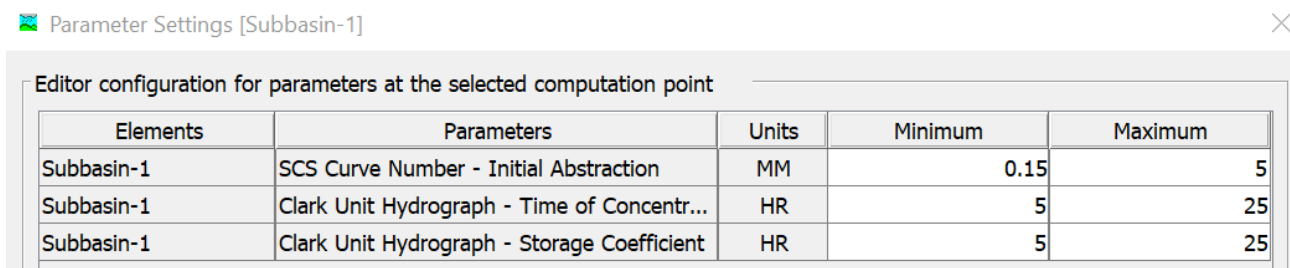 Parameter Settings [Subbasin-1]
Editor configuration for parameters at the selected computation point
Elements Parameters Units Minimum Maximum
Subbasin-1 SCS Curve Number - Initial Abstraction MM 0.15 5
Subbasin-1 Clark Unit Hydrograph - Time of Concentr... HR 5 25
Subbasin-1 Clark Unit Hydrograph - Storage Coefficient HR 5 25